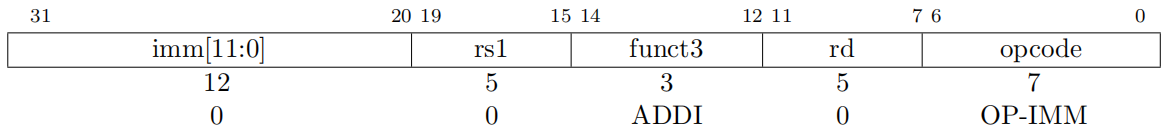 31 20 19 15 14 12 11 7 6 0
imm[11:0] rs1 funct3 rd opcode
12 5 3 5 7
0 0 ADDI 0 OP-IMM